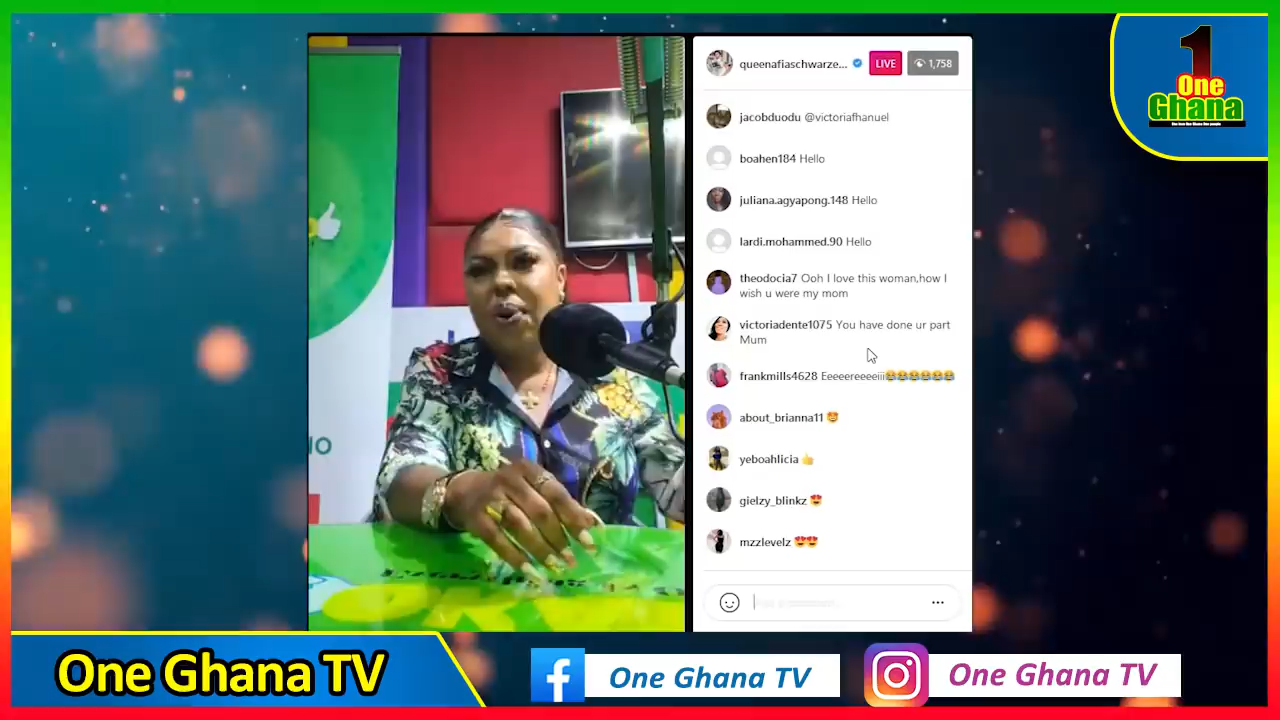 queenafiaschwarze...
LIVE
1,758
1
One
Ghana
jacobduodu @victoriafhanuel
boahen184 Hello
juliana.agyapong.148 Hello
lardi.mohammed.90 Hello
theodocia7 Ooh I love this woman,how I
wish u were my mom
victoriadente1075 You have done ur part
Mum
frankmills4628 Eeeeereeeeiii😂😂😂😂😂😂
about_brianna11 🤩
yeboahlicia 👍
gielzy_blinkz 😍
mzzlevelz 😍😍
One Ghana TV
One Ghana TV
One Ghana TV